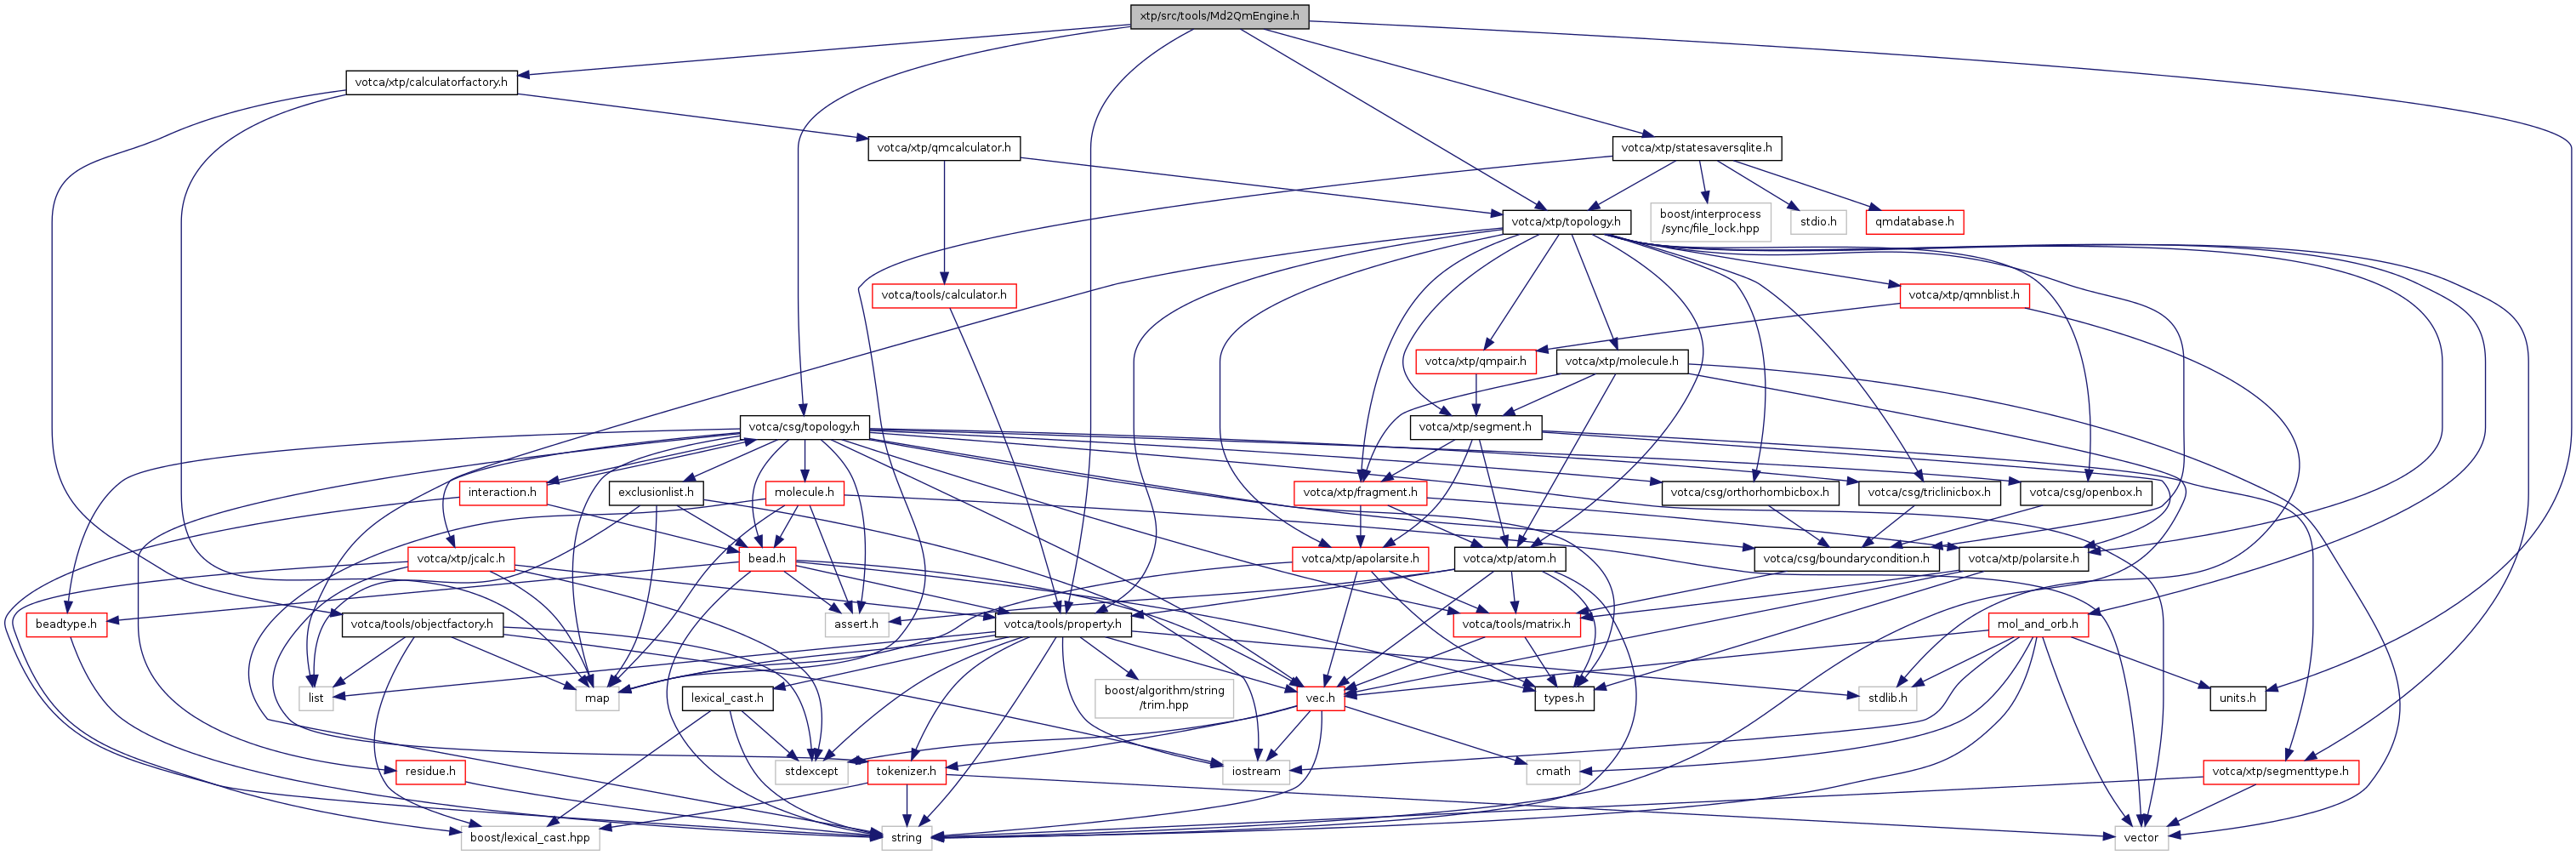 xtp/src/tools/Md2QmEngine.h
votca/xtp/calculatorfactory.h
votca/xtp/qmcalculator.h
votca/xtp/statesaversqlite.h
votca/xtp/topology.h
boost/interprocess
/sync/file_lock.hpp
stdio.h
qmdatabase.h
votca/tools/calculator.h
votca/xtp/qmnblist.h
votca/xtp/qmpair.h
votca/xtp/molecule.h
votca/csg/topology.h
votca/xtp/segment.h
interaction.h
exclusionlist.h
molecule.h
votca/xtp/fragment.h
votca/csg/orthorhombicbox.h
votca/csg/triclinicbox.h
votca/csg/openbox.h
votca/xtp/jcalc.h
bead.h
votca/xtp/apolarsite.h
votca/xtp/atom.h
votca/csg/boundarycondition.h
votca/xtp/polarsite.h
beadtype.h
votca/tools/objectfactory.h
assert.h
votca/tools/property.h
votca/tools/matrix.h
mol_and_orb.h
list
map
lexical_cast.h
boost/algorithm/string
/trim.hpp
vec.h
types.h
stdlib.h
units.h
residue.h
stdexcept
tokenizer.h
iostream
cmath
votca/xtp/segmenttype.h
boost/lexical_cast.hpp
string
vector